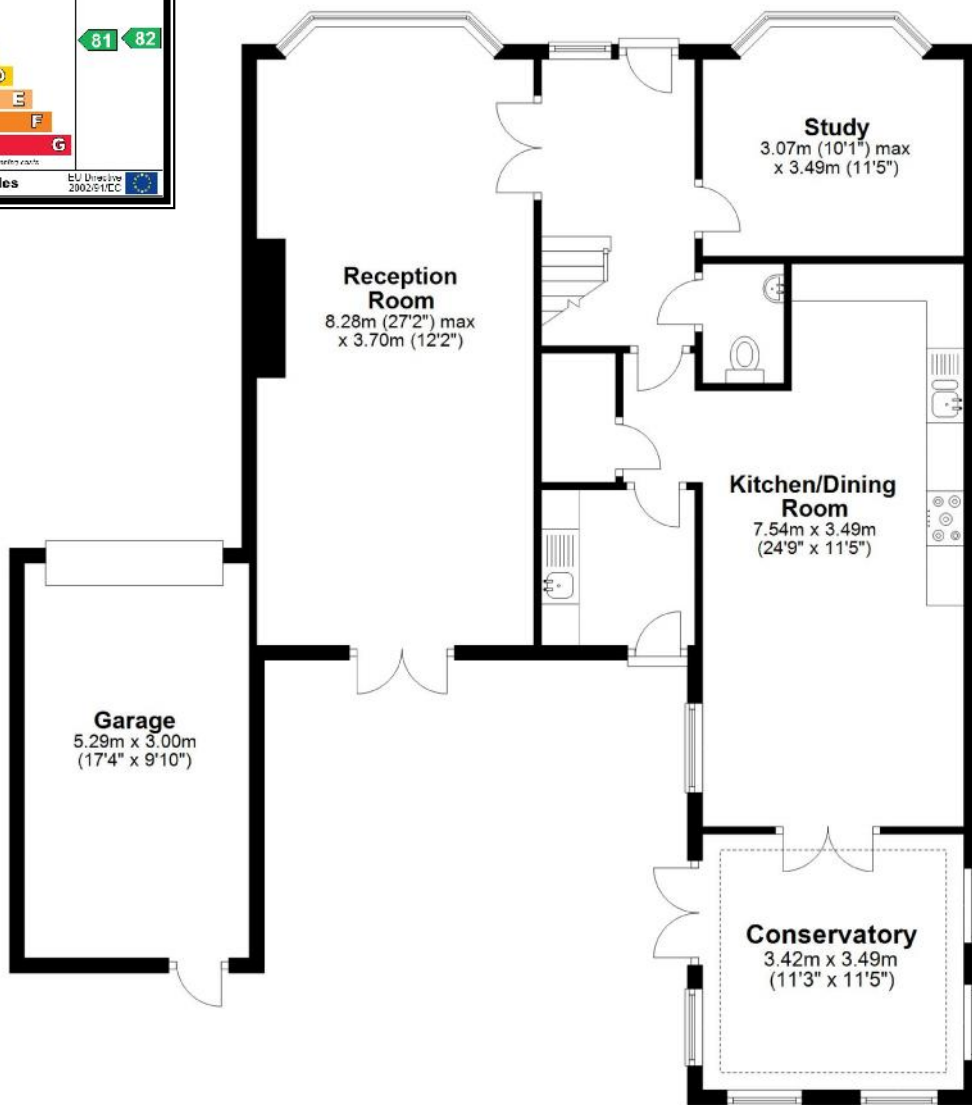 81 82
D
E
F
G
EU Directive
2002/91/EC
Study
3.07m (10'1") max
x 3.49m (11'5")
Reception
Room
8.28m (27'2") max
x 3.70m (12'2")
Kitchen/Dining
Room
7.54m x 3.49m
(24'9" x 11'5")
Garage
5.29m x 3.00m
(17'4" x 9'10")
Conservatory
3.42m x 3.49m
(11'3" x 11'5")